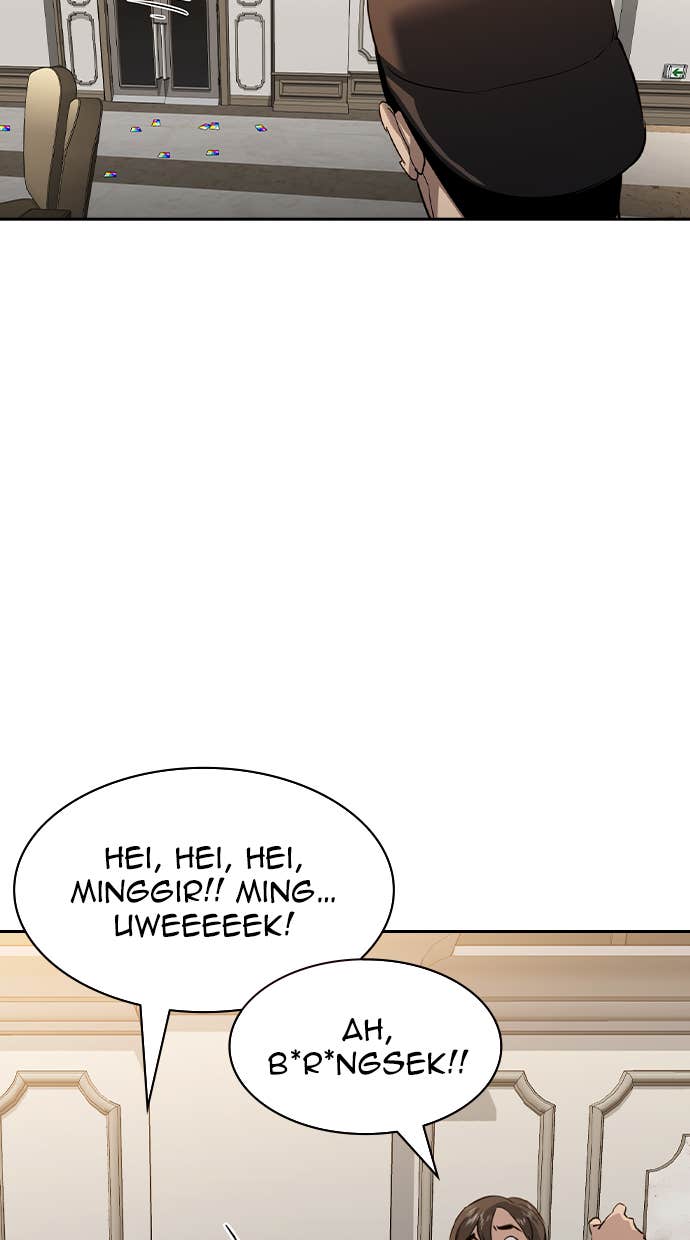 HEI, HEI, HEI,
MINGGIR!! MING...
UWEEEEEK!
AH,
B*R*NGSEK!!